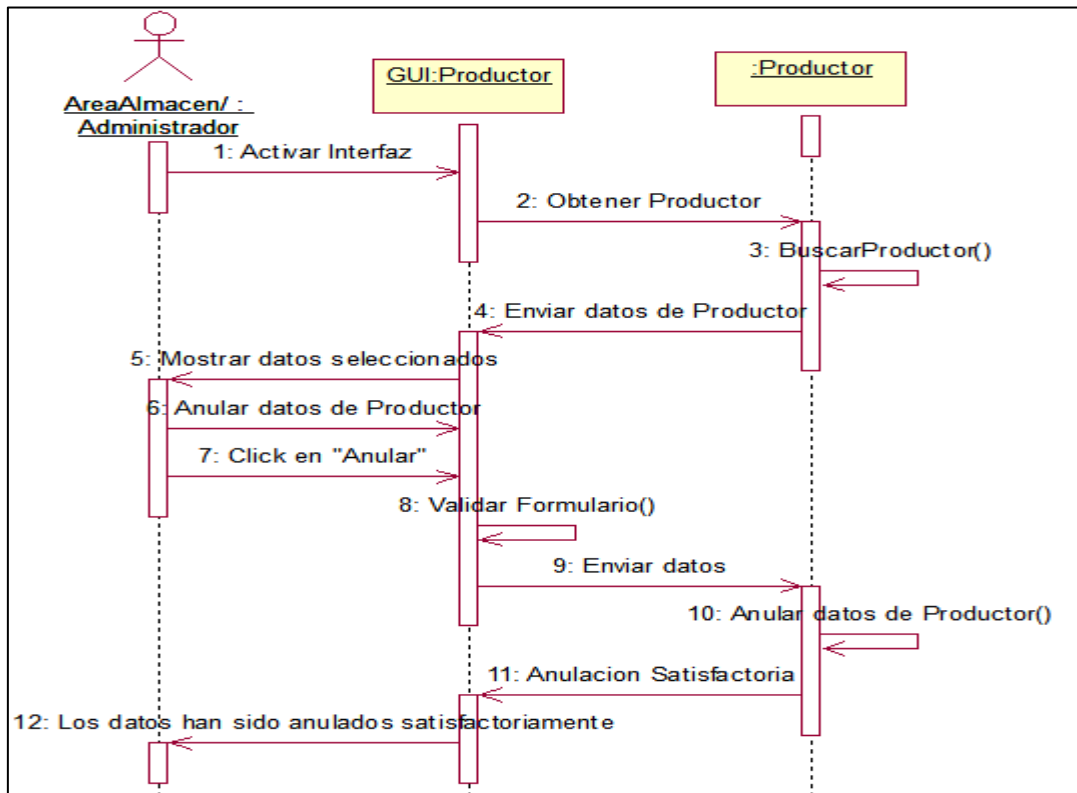 AreaAlmacen/ :
Administrador
GUI:Productor
:Productor
1: Activar Interfaz
2: Obtener Productor
3: BuscarProductor()
4: Enviar datos de Productor
5: Mostrar datos seleccionados
6: Anular datos de Productor
7: Click en "Anular"
8: Validar Formulario()
9: Enviar datos
10: Anular datos de Productor()
11: Anulacion Satisfactoria
12: Los datos han sido anulados satisfactoriamente